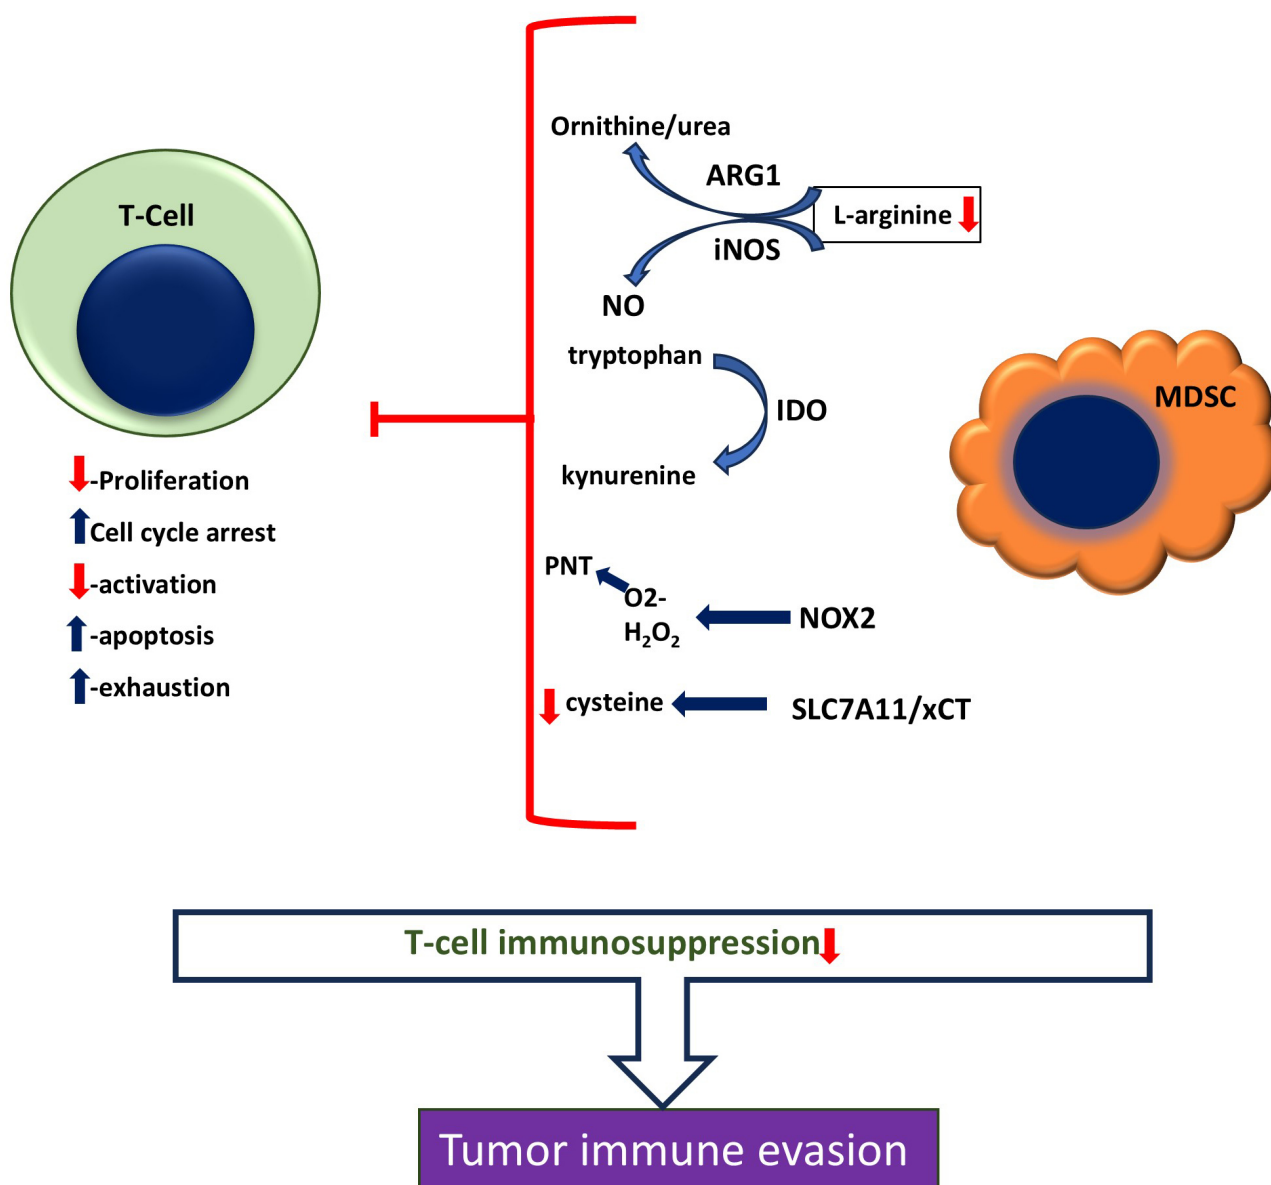 T-Cell
-Proliferation
Cell cycle arrest
-activation
-apoptosis
-exhaustion
Ornithine/urea
ARG1
L-arginine
iNOS
NO
tryptophan
IDO
kynurenine
PNT
O2-
H₂O₂
NOX2
cysteine
SLC7A11/xCT
MDSC
T-cell immunosuppression
Tumor immune evasion